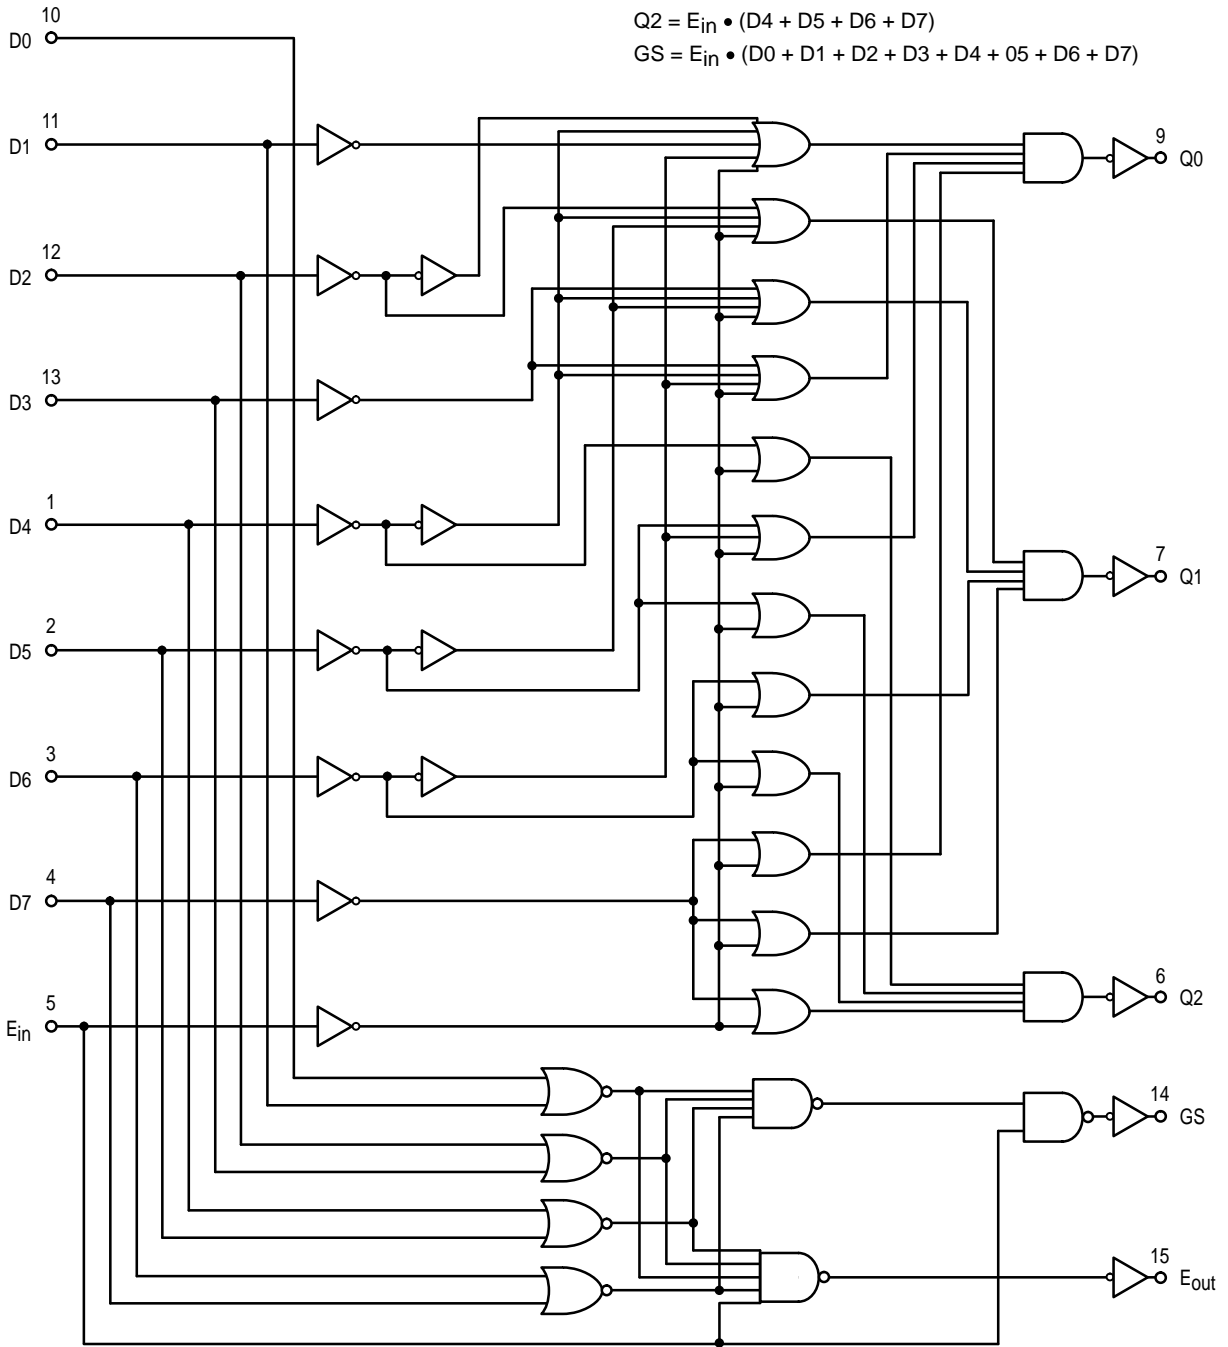 Q2 = Ein • (D4 + D5 + D6 + D7)
GS = Ein • (D0 + D1 + D2 + D3 + D4 + 05 + D6 + D7)
10
D0
11
D1
9
Q0
12
D2
13
D3
1
D4
7
Q1
2
D5
3
D6
4
D7
6
Q2
5
Ein
14
GS
15
Eout